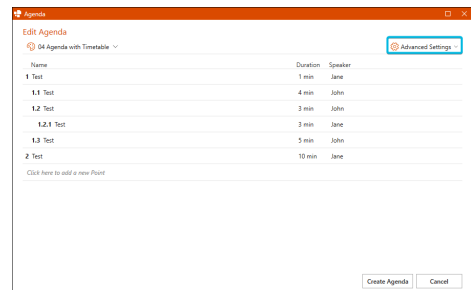 Agenda
Edit Agenda
04 Agenda with Timetable
Advanced Settings
Name Duration Speaker
1 Test 1 min Jane
1.1 Test 4 min John
1.2 Test 3 min John
1.2.1 Test 3 min Jane
1.3 Test 5 min John
2 Test 10 min Jane
Click here to add a new Point
Create Agenda Cancel